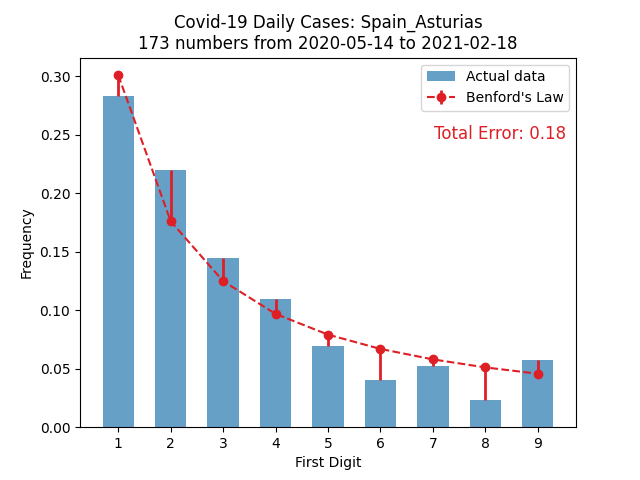 Covid-19 Daily Cases: Spain_Asturias
173 numbers from 2020-05-14 to 2021-02-18
Actual data
Benford's Law
Total Error: 0.18
0.30
0.25
0.20
0.15
0.10
0.05
0.00
Frequency
1 2 3 4 5 6 7 8 9
First Digit